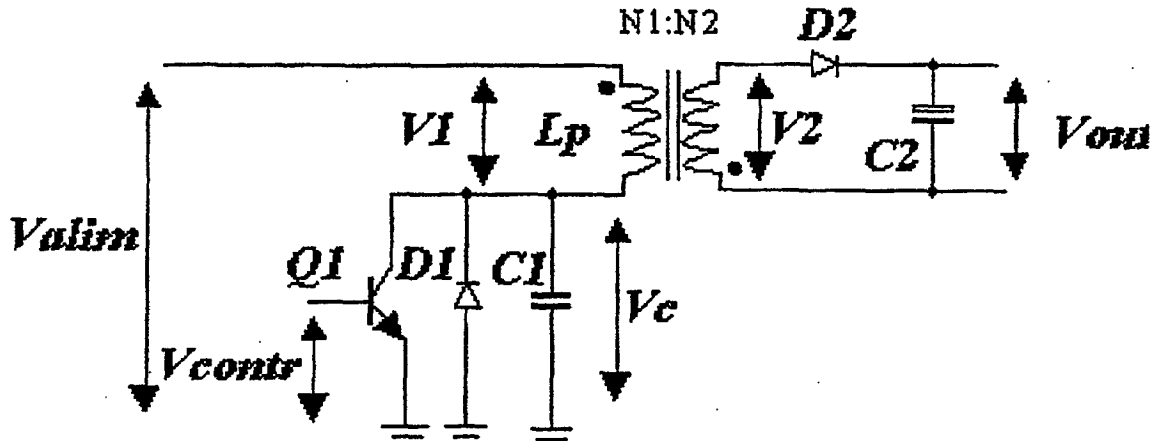 N1:N2
D2
V1
Lp
V2
C2
Vout
Valim
Q1
D1
C1
Vc
Vcontr